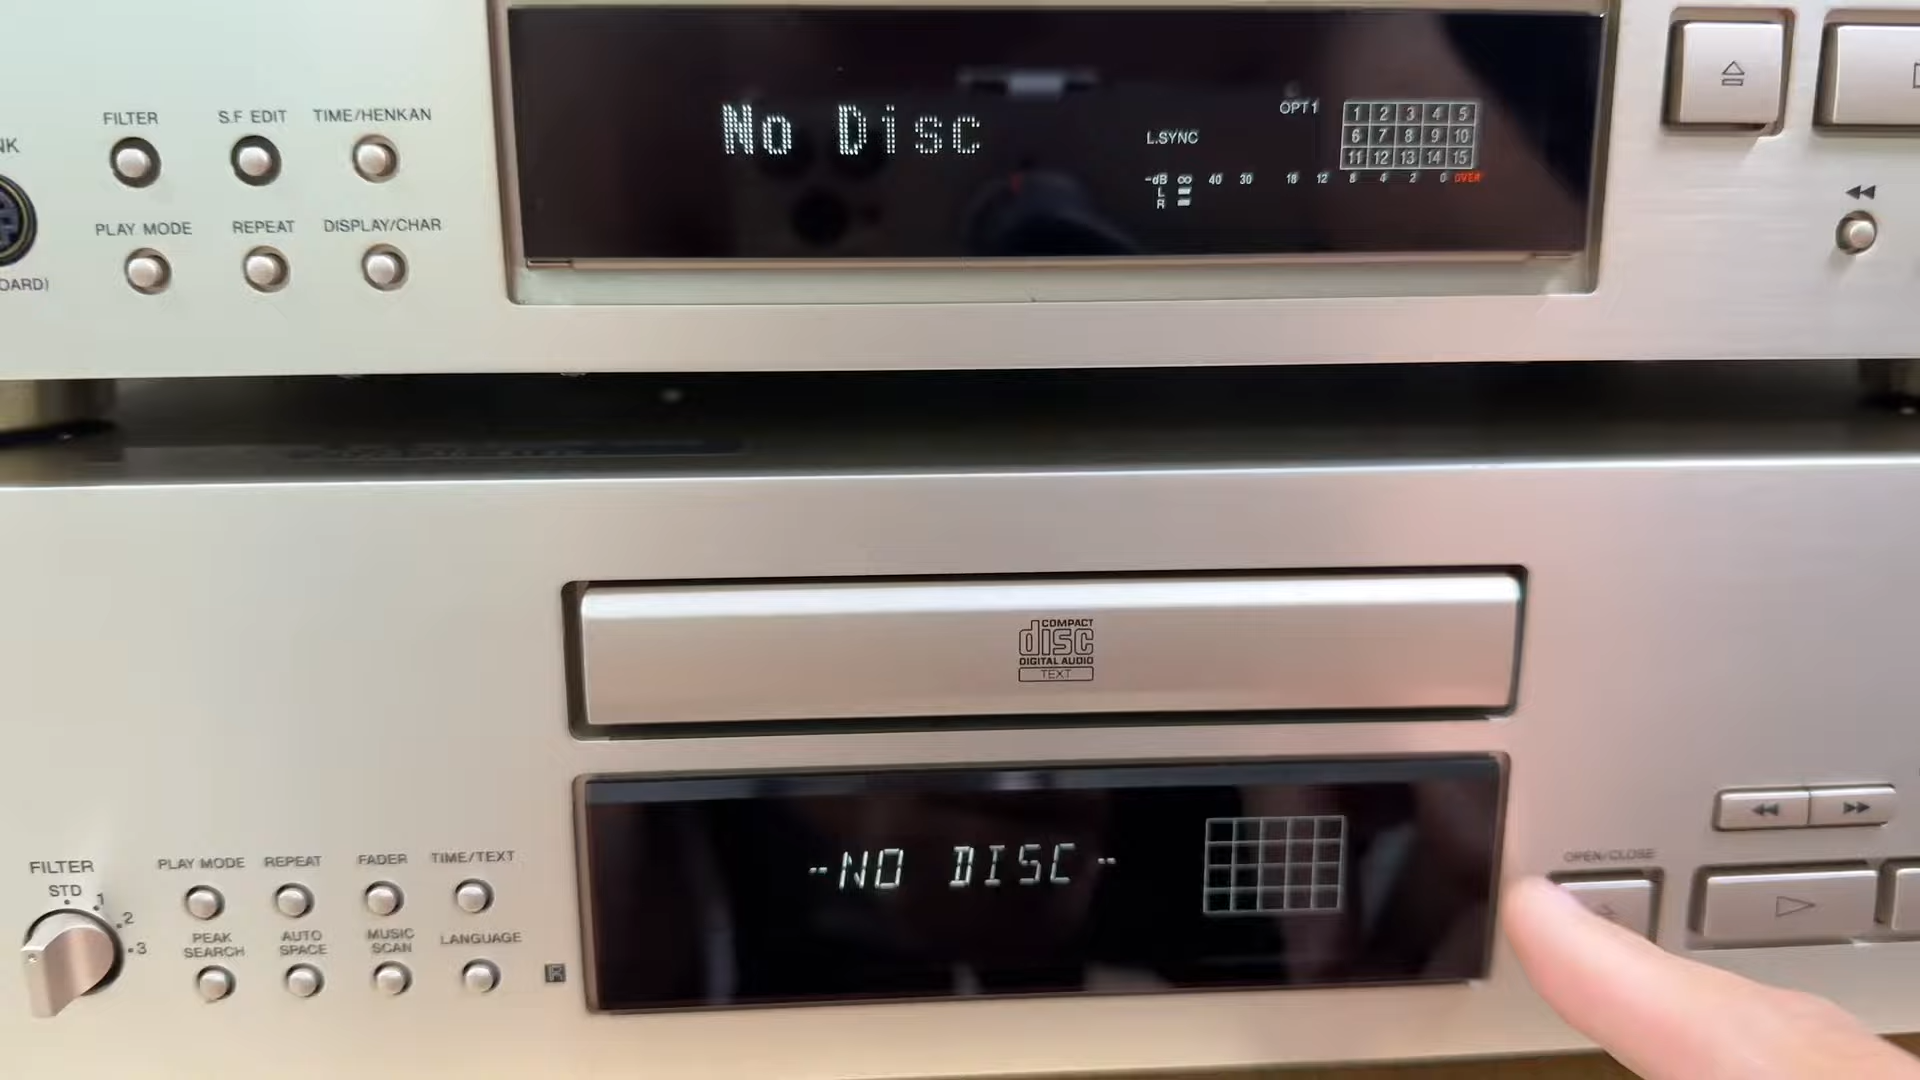 FILTER S.F EDIT TIME/HENKAN
PLAY MODE REPEAT DISPLAY/CHAR
No Disc
L.SYNC
OPT1
1 2 3 4 5
6 7 8 9 10
11 12 13 14 15
-dB ∞ 40 30 18 12 8 4 2 0 OVER
L
R
COMPACT
disc
DIGITAL AUDIO
TEXT
-NO DISC-
FILTER
STD
1
2
3
PLAY MODE REPEAT FADER TIME/TEXT
PEAK SEARCH AUTO SPACE MUSIC SCAN LANGUAGE
R
OPEN/CLOSE